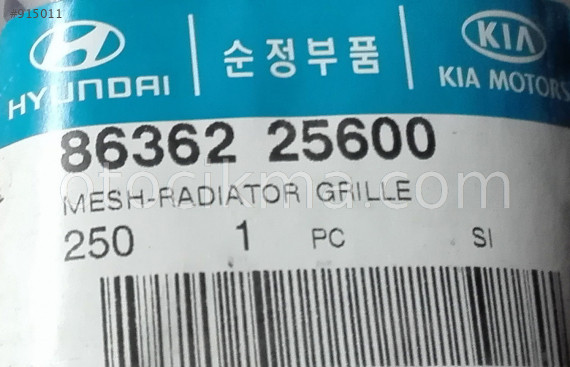 #915011
HYUNDAI
순정부품
KIA
KIA MOTORS
86362 25600
otocikma.com
MESH-RADIATOR GRILLE
250 1 PC SI